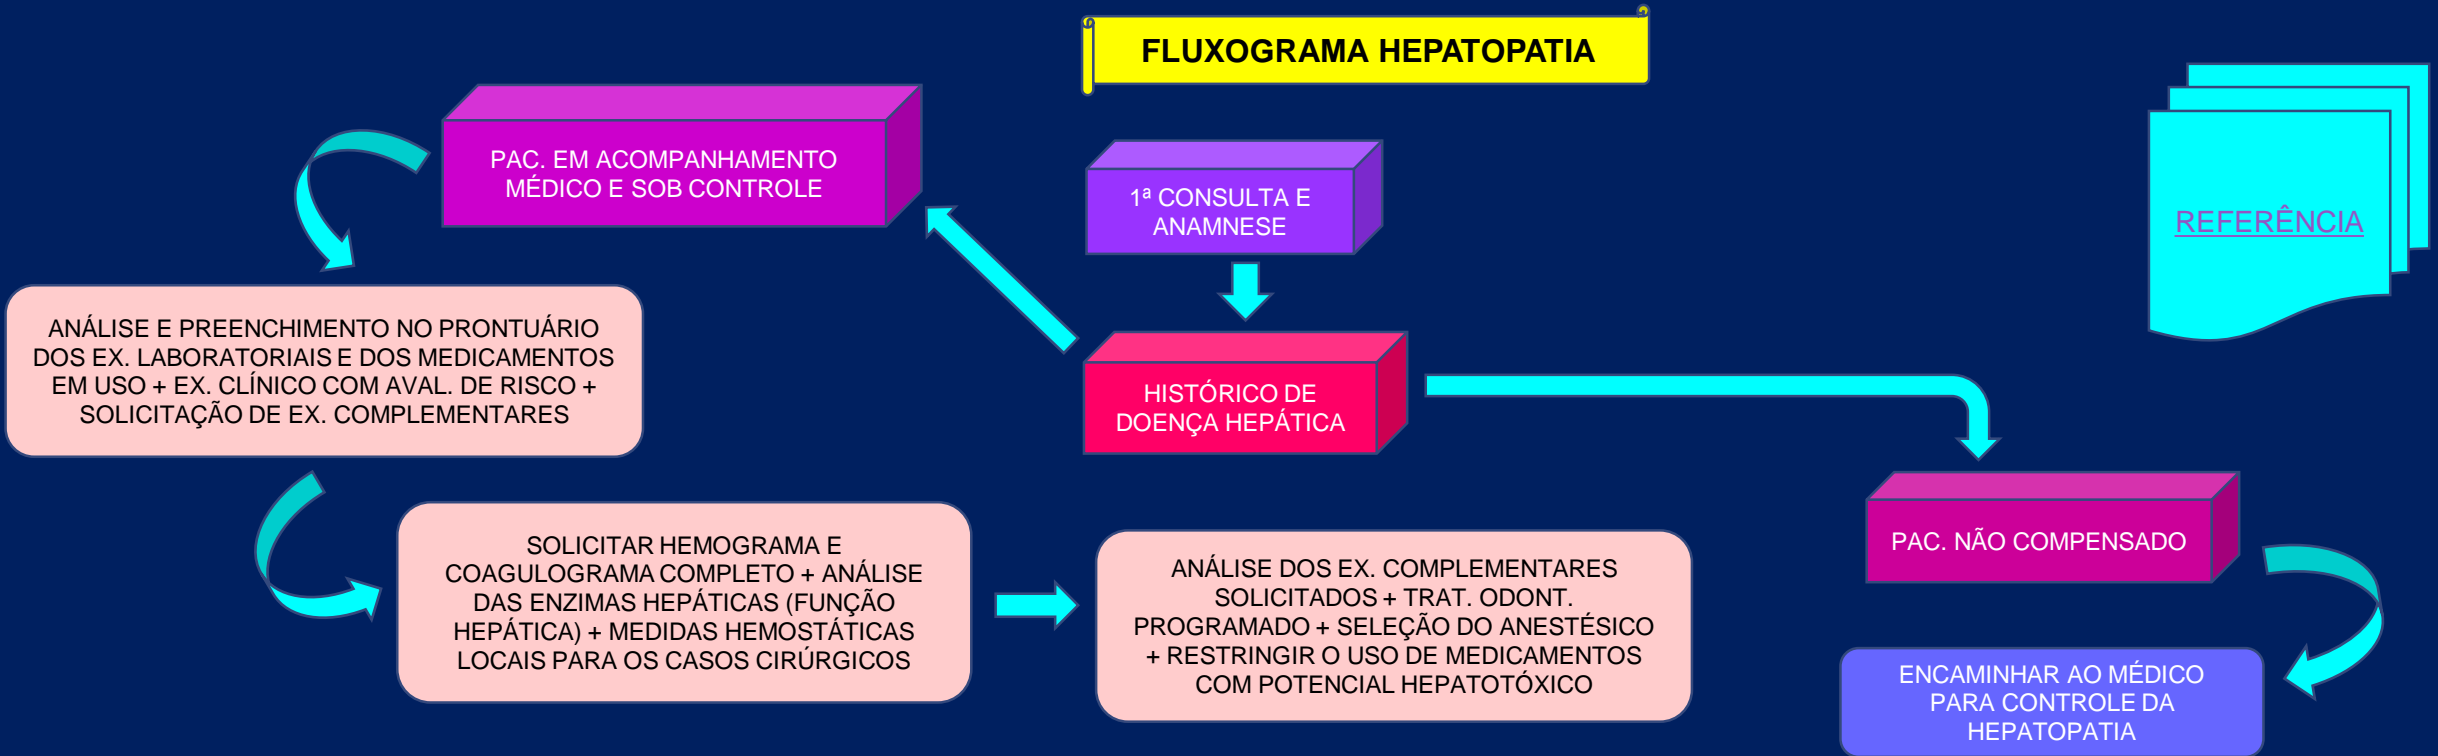 FLUXOGRAMA HEPATOPATIA
PAC. EM ACOMPANHAMENTO
MÉDICO E SOB CONTROLE
1ª CONSULTA E
ANAMNESE
REFERÊNCIA
ANÁLISE E PREENCHIMENTO NO PRONTUÁRIO
DOS EX. LABORATORIAIS E DOS MEDICAMENTOS
EM USO + EX. CLÍNICO COM AVAL. DE RISCO +
SOLICITAÇÃO DE EX. COMPLEMENTARES
HISTÓRICO DE
DOENÇA HEPÁTICA
SOLICITAR HEMOGRAMA E
COAGULOGRAMA COMPLETO + ANÁLISE
DAS ENZIMAS HEPÁTICAS (FUNÇÃO
HEPÁTICA) + MEDIDAS HEMOSTÁTICAS
LOCAIS PARA OS CASOS CIRÚRGICOS
ANÁLISE DOS EX. COMPLEMENTARES
SOLICITADOS + TRAT. ODONT.
PROGRAMADO + SELEÇÃO DO ANESTÉSICO
+ RESTRINGIR O USO DE MEDICAMENTOS
COM POTENCIAL HEPATOTÓXICO
PAC. NÃO COMPENSADO
ENCAMINHAR AO MÉDICO
PARA CONTROLE DA
HEPATOPATIA